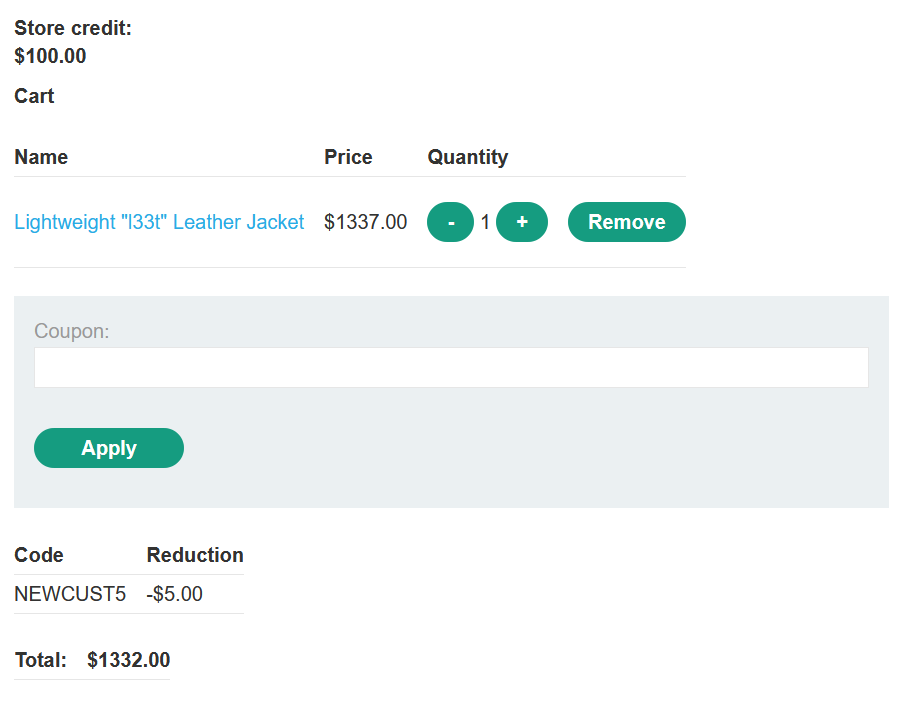 Store credit:
$100.00
Cart
Name Price Quantity
Lightweight "l33t" Leather Jacket $1337.00 - 1 + Remove
Coupon:
Apply
Code Reduction
NEWCUST5 -$5.00
Total: $1332.00